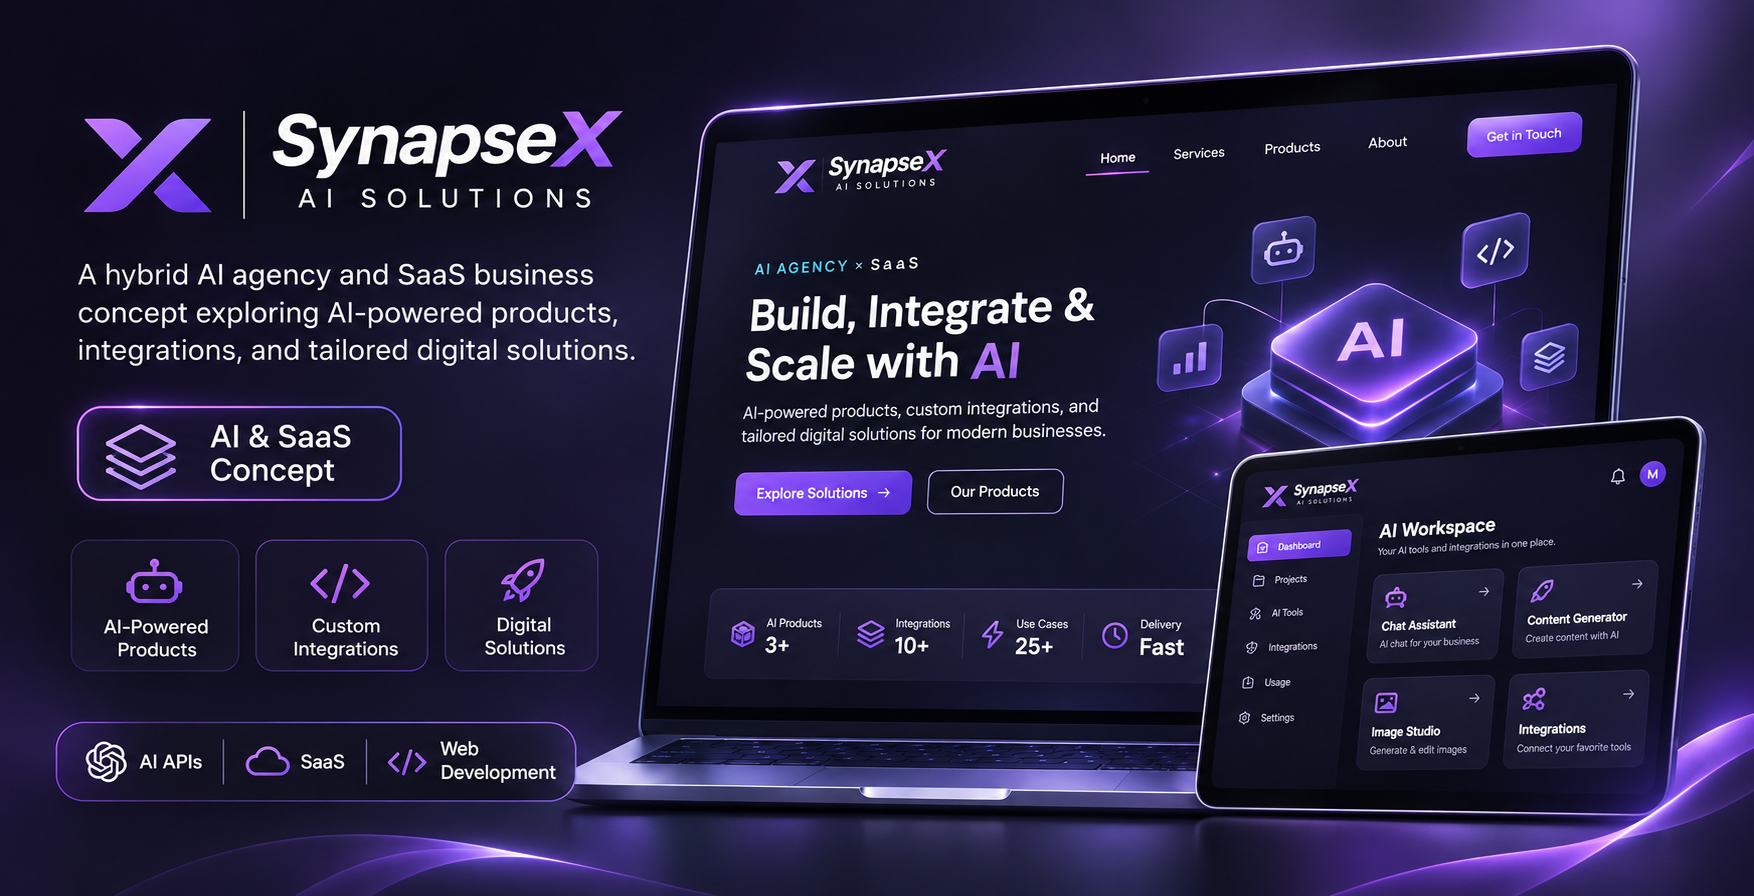 SynapseX
AI SOLUTIONS
A hybrid AI agency and SaaS business
concept exploring AI-powered products,
integrations, and tailored digital solutions.
AI & SaaS
Concept
AI-Powered
Products
Custom
Integrations
Digital
Solutions
AI APIs
SaaS
Web
Development
SynapseX
AI SOLUTIONS
Home
Services
Products
About
Get in Touch
AI AGENCY × SaaS
Build, Integrate &
Scale with AI
AI-powered products, custom integrations, and
tailored digital solutions for modern businesses.
Explore Solutions →
Our Products
AI
AI Products
3+
Integrations
10+
Use Cases
25+
Delivery
Fast
SynapseX
AI SOLUTIONS
M
Dashboard
Projects
AI Tools
Integrations
Usage
Settings
AI Workspace
Your AI tools and integrations in one place.
Chat Assistant
AI chat for your business
Content Generator
Create content with AI
Image Studio
Generate & edit images
Integrations
Connect your favorite tools